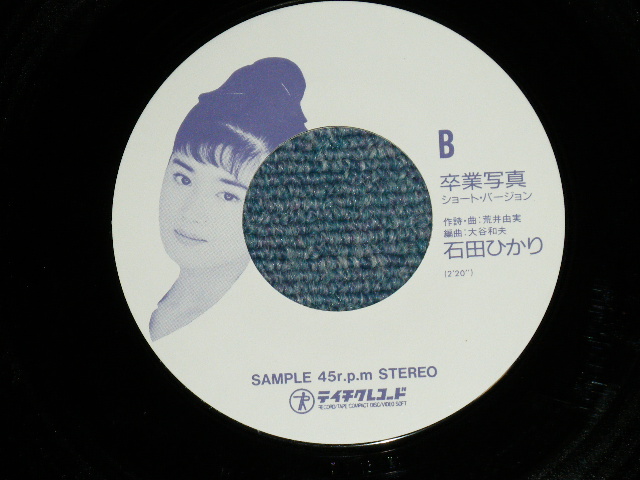 B
卒業写真
ショート・バージョン
作詩・曲:荒井由実
編曲:大谷和夫
石田ひかり
(2'20")
SAMPLE 45r.p.m STEREO
テイチクレコード
RECORD/TAPE COMPACT DISC/VIDEO SOFT